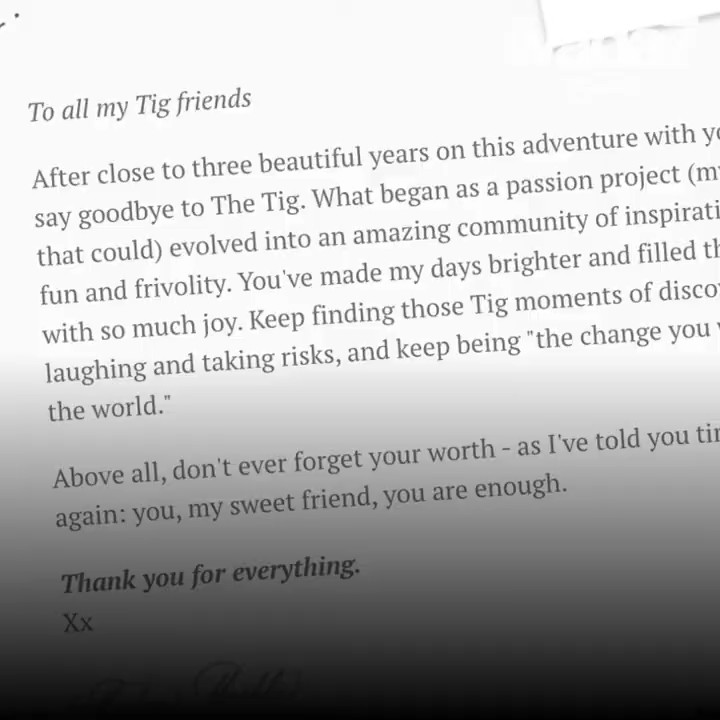 To all my Tig friends
After close to three beautiful years on this adventure with
say goodbye to The Tig. What began as a passion project
that could) evolved into an amazing community of
fun and frivolity. You've made my days brighter and filled
with so much joy. Keep finding those Tig moments of
laughing and taking risks, and keep being "the change you
the world."
Above all, don't ever forget your worth - as I've told you
again: you, my sweet friend, you are enough.
Thank you for everything.
Xx